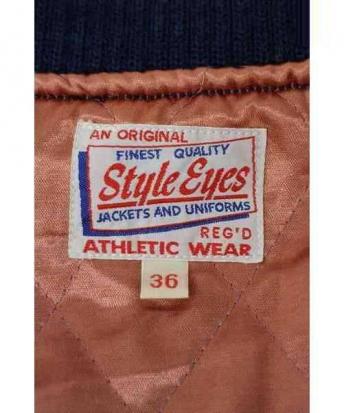 AN ORIGINAL
FINEST QUALITY
Style Eyes
JACKETS AND UNIFORMS
REG'D
ATHLETIC WEAR
36